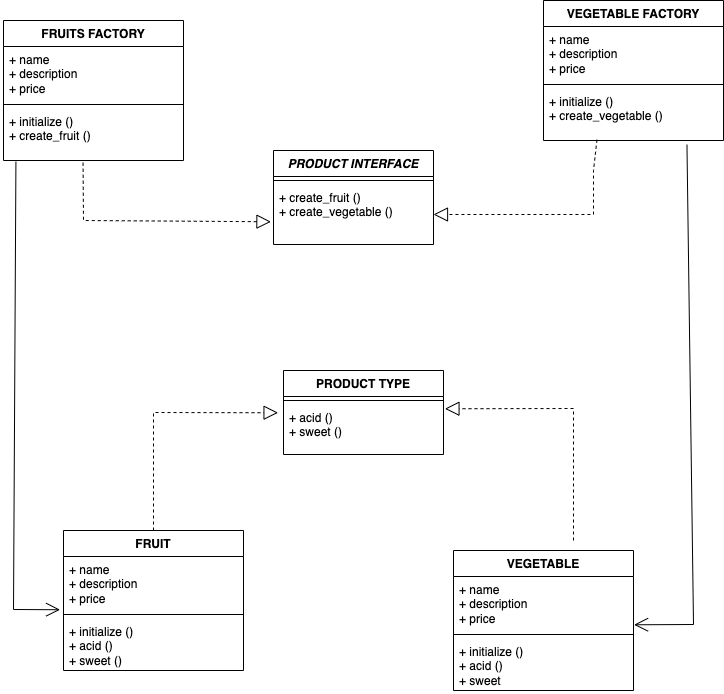 FRUITS FACTORY
+ name
+ description
+ price
+ initialize ()
+ create_fruit ()
VEGETABLE FACTORY
+ name
+ description
+ price
+ initialize ()
+ create_vegetable ()
PRODUCT INTERFACE
+ create_fruit ()
+ create_vegetable ()
PRODUCT TYPE
+ acid ()
+ sweet ()
FRUIT
+ name
+ description
+ price
+ initialize ()
+ acid ()
+ sweet ()
VEGETABLE
+ name
+ description
+ price
+ initialize ()
+ acid ()
+ sweet